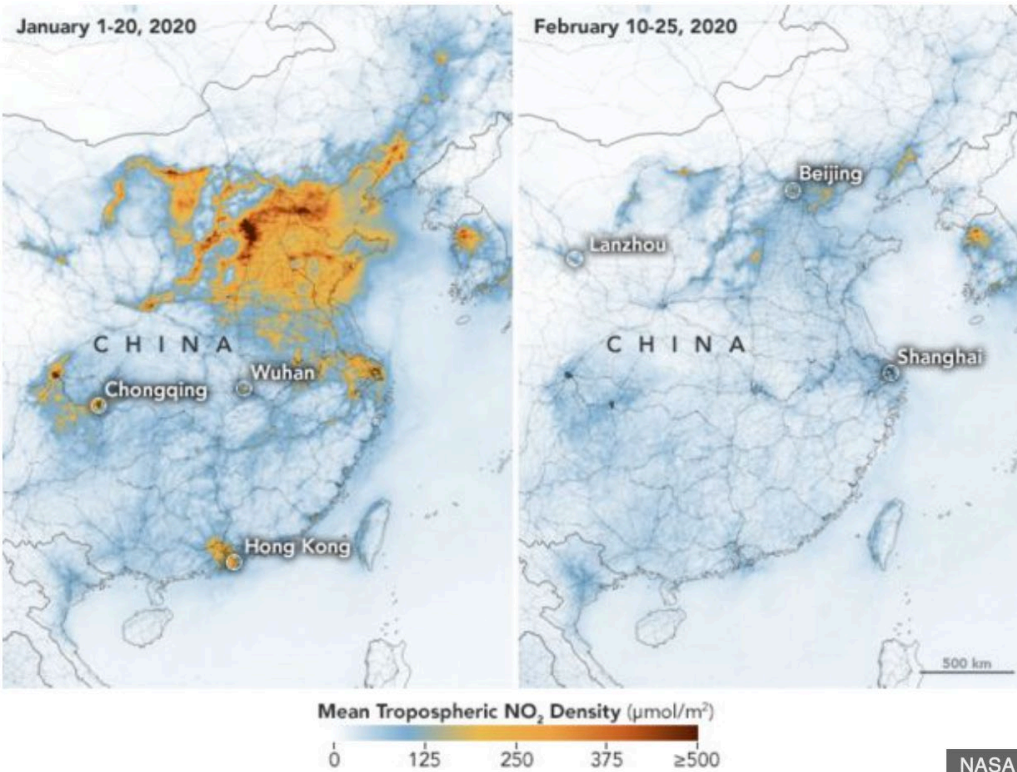 January 1-20, 2020
CHINA
Wuhan
Chongqing
Hong Kong
February 10-25, 2020
Beijing
Lanzhou
CHINA
Shanghai
500 km
Mean Tropospheric NO₂ Density (μmol/m²)
0 125 250 375 ≥500
NASA